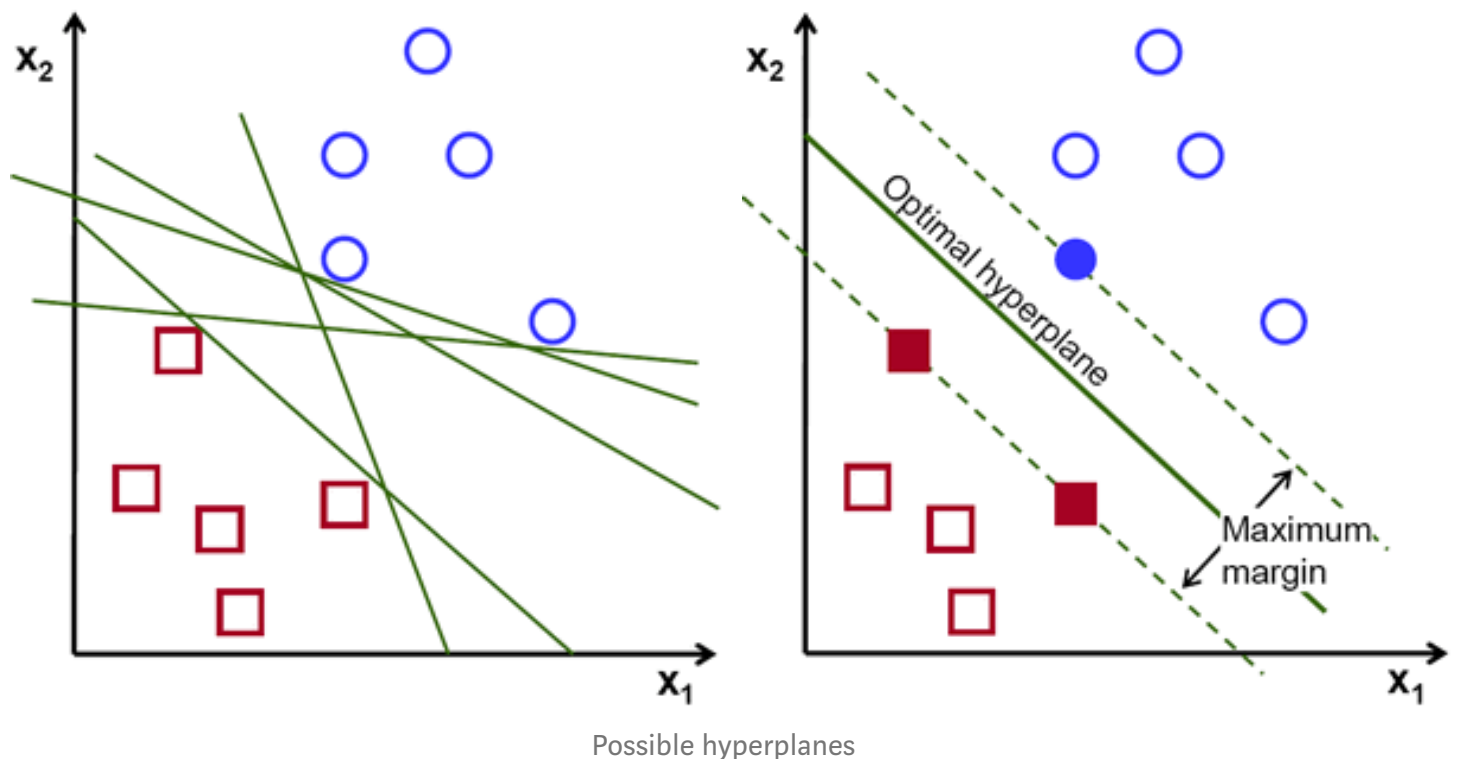 x₂
x₁
x₂
Optimal hyperplane
Maximum
margin
x₁
Possible hyperplanes